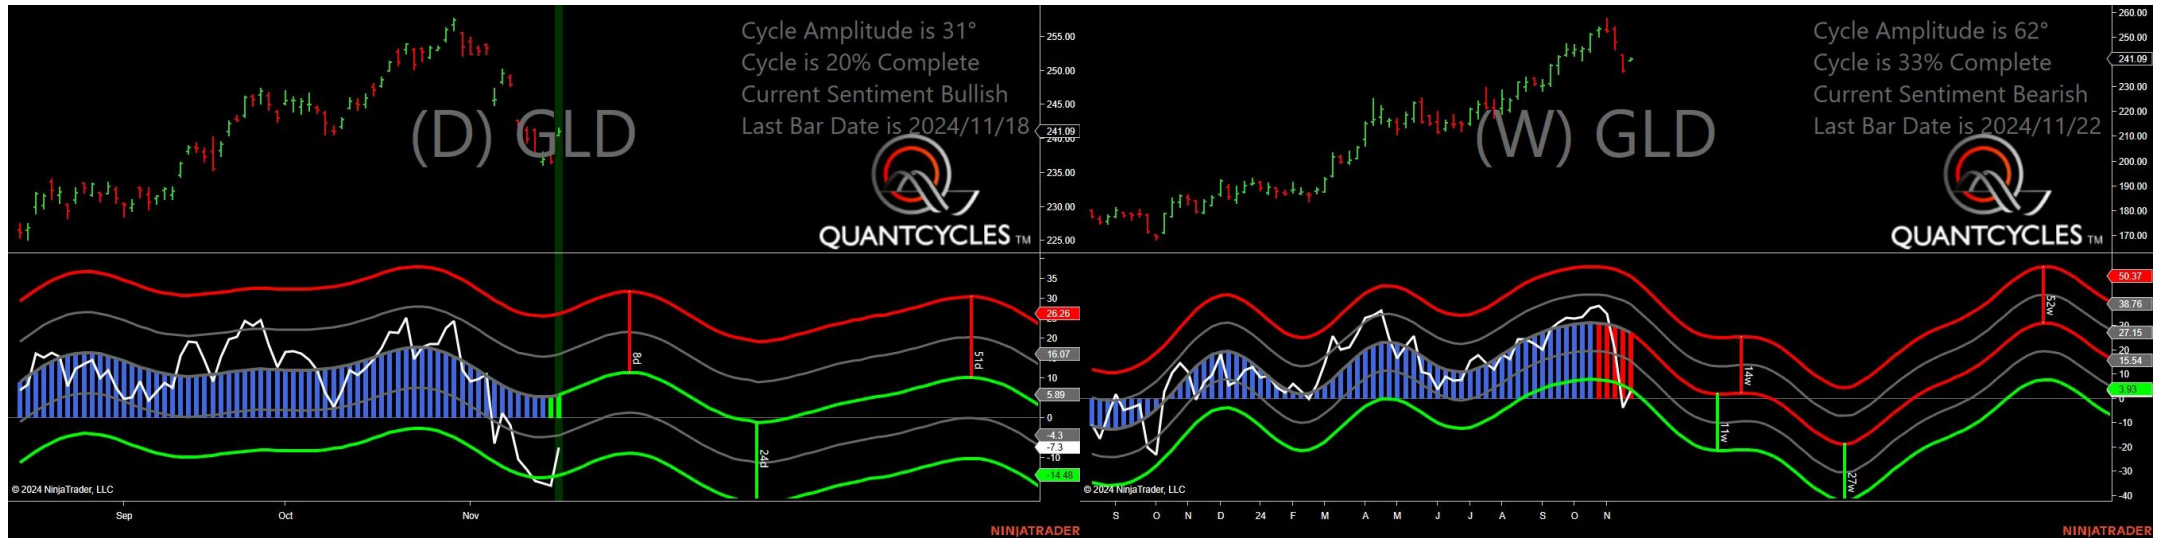 Cycle Amplitude is 31°
Cycle is 20% Complete
Current Sentiment Bullish
Last Bar Date is 2024/11/18
(D) GLD
QUANTCYCLES TM
255.00
250.00
245.00
241.09
240.00
235.00
230.00
225.00
35
30
26.26
20
16.07
10
5.89
0
-4.3
-7.3
-10
-14.48
8d
24d
51d
© 2024 NinjaTrader, LLC
Sep
Oct
Nov
NINJATRADER
Cycle Amplitude is 62°
Cycle is 33% Complete
Current Sentiment Bearish
Last Bar Date is 2024/11/22
(W) GLD
QUANTCYCLES TM
260.00
250.00
241.09
230.00
220.00
210.00
200.00
190.00
180.00
170.00
50.37
38.76
30
27.15
20
15.54
10
3.93
0
-10
-20
-30
-40
11w
14w
27w
52w
© 2024 NinjaTrader, LLC
S O N D 24 F M A M J J A S O N
NINJATRADER